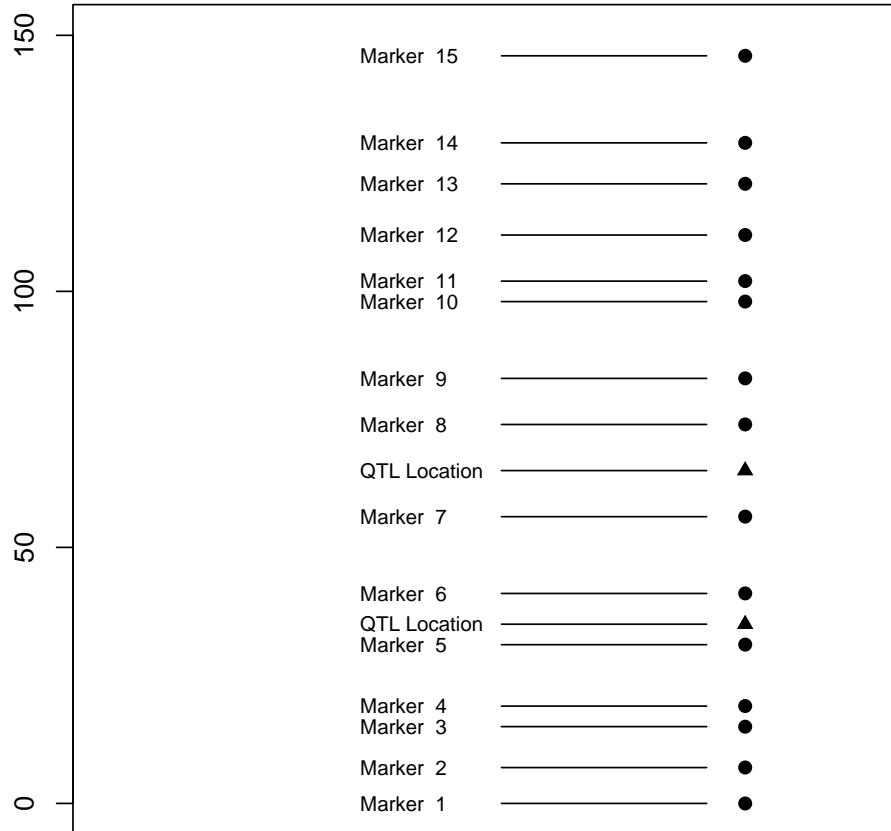 150
Marker 15
Marker 14
Marker 13
Marker 12
100
Marker 11
Marker 10
Marker 9
Marker 8
QTL Location
Marker 7
50
Marker 6
QTL Location
Marker 5
Marker 4
Marker 3
Marker 2
0
Marker 1